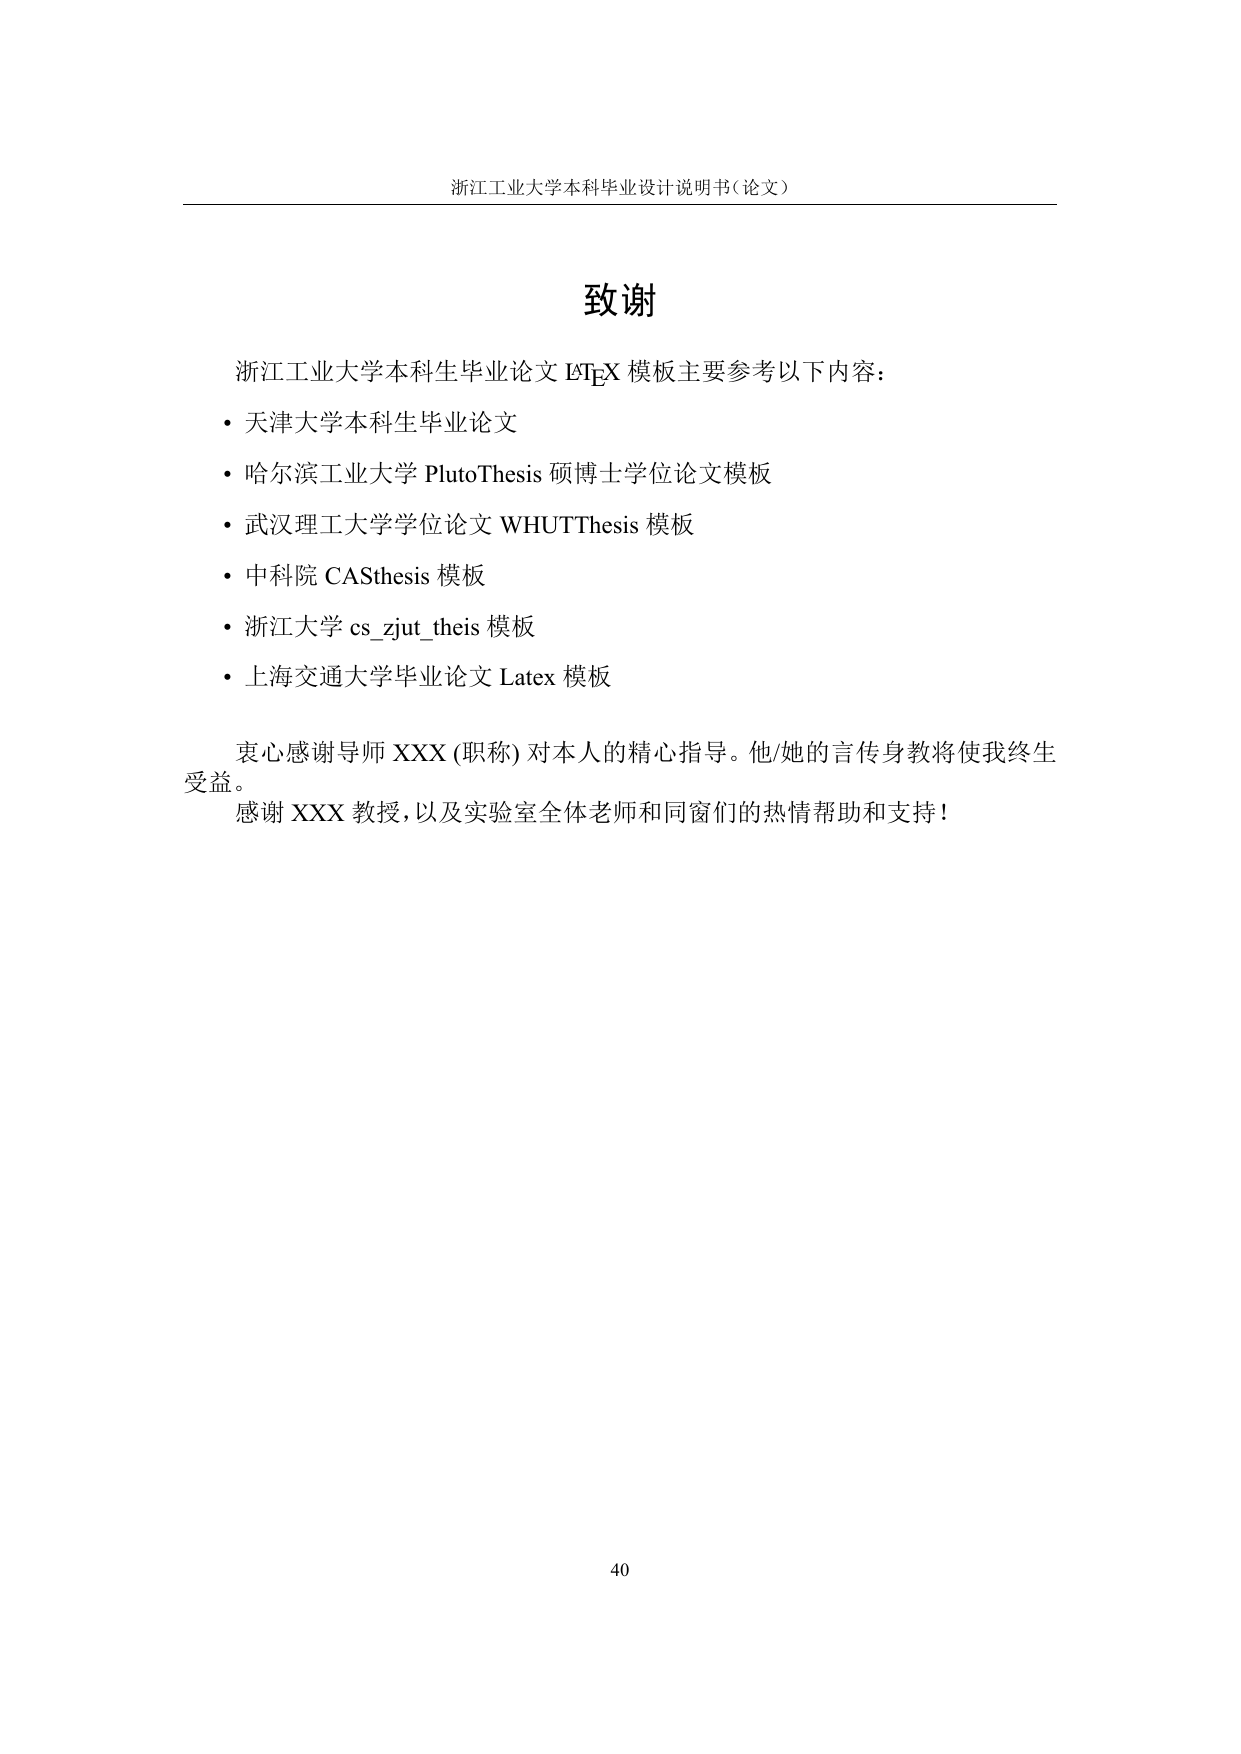 浙江工业大学本科毕业设计说明书（论文）
致谢
浙江工业大学本科生毕业论文 LATEX 模板主要参考以下内容：
• 天津大学本科生毕业论文
• 哈尔滨工业大学 PlutoThesis 硕博士学位论文模板
• 武汉理工大学学位论文 WHUTThesis 模板
• 中科院 CASthesis 模板
• 浙江大学 cs_zjut_theis 模板
• 上海交通大学毕业论文 Latex 模板
衷心感谢导师 XXX (职称) 对本人的精心指导。他/她的言传身教将使我终生
受益。
感谢 XXX 教授，以及实验室全体老师和同窗们的热情帮助和支持！
40